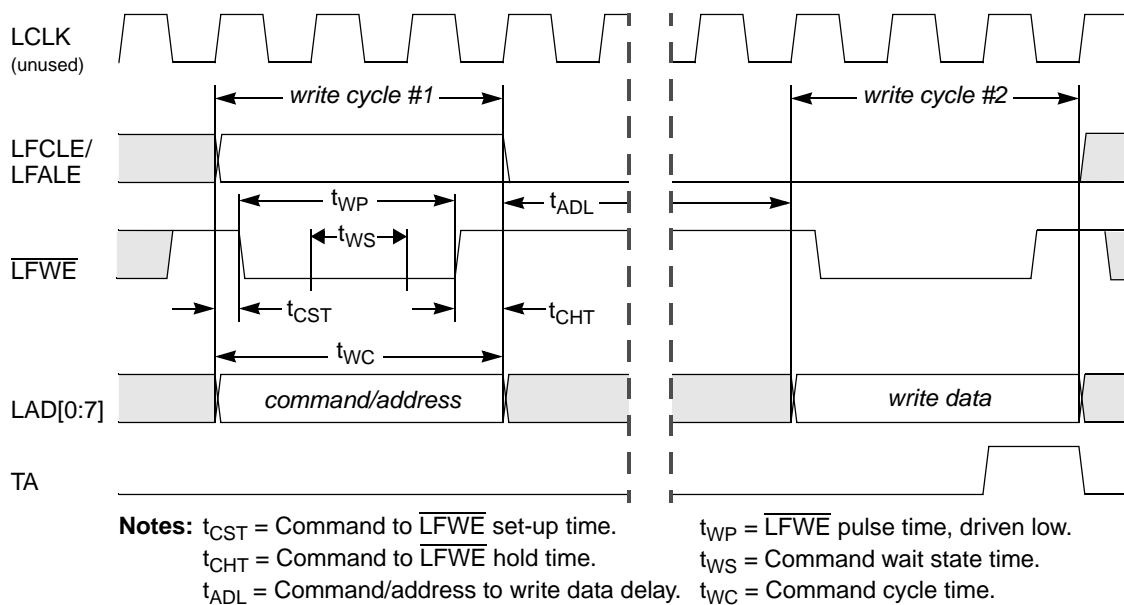 LCLK
(unused)
write cycle #1
write cycle #2
LFCLE/
LFALE
tWP
tADL
tWS
LFWE
tCST
tCHT
tWC
LAD[0:7]
command/address
write data
TA
Notes: tCST = Command to LFWE set-up time.
tCHT = Command to LFWE hold time.
tADL = Command/address to write data delay.
tWP = LFWE pulse time, driven low.
tWS = Command wait state time.
tWC = Command cycle time.